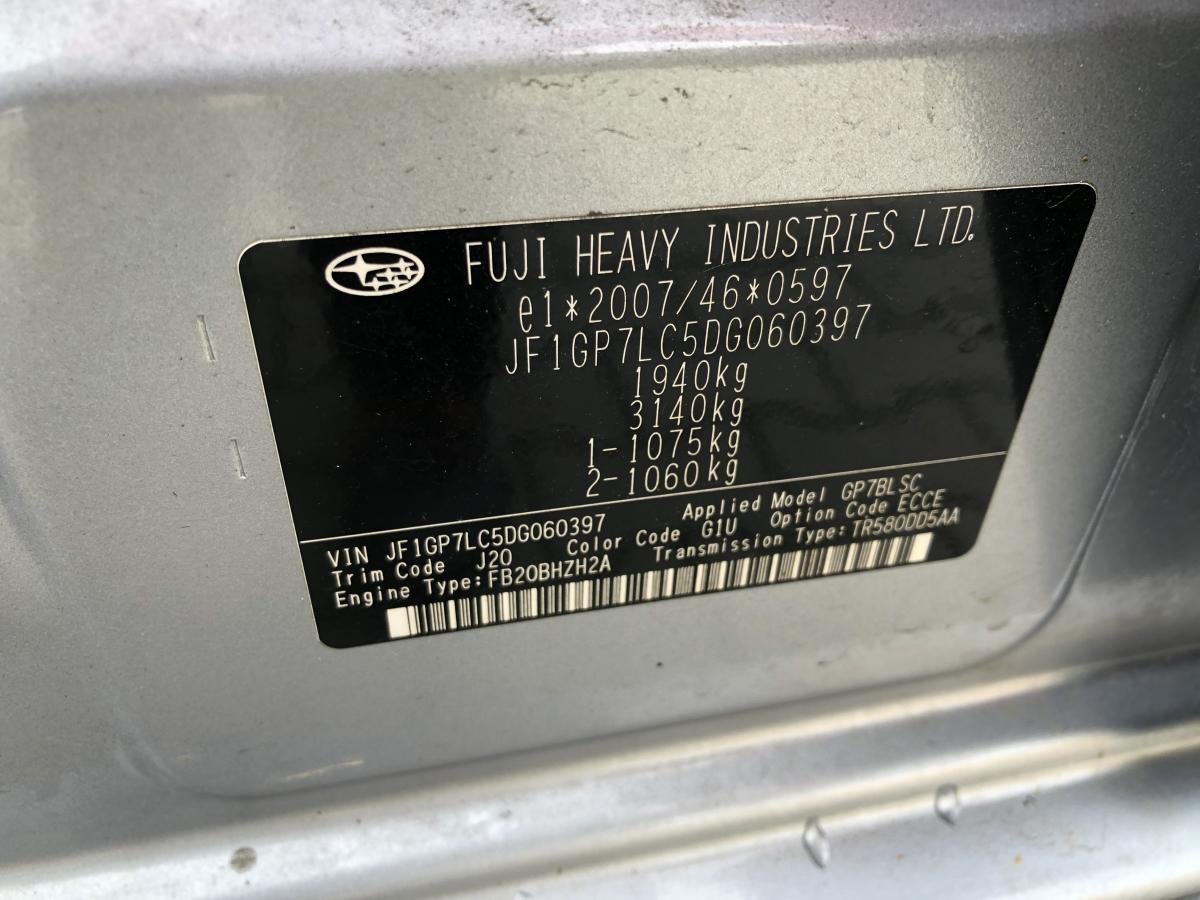 FUJI HEAVY INDUSTRIES LTD.
e1*2007/46*0597
JF1GP7LC5DG060397
1940kg
3140kg
1-1075kg
2-1060kg
VIN JF1GP7LC5DG060397 Applied Model GP7BLSC
Trim Code J20 Color Code G1U Option Code ECCE
Engine Type:FB20BHZH2A Transmission Type:TR580DD5AA